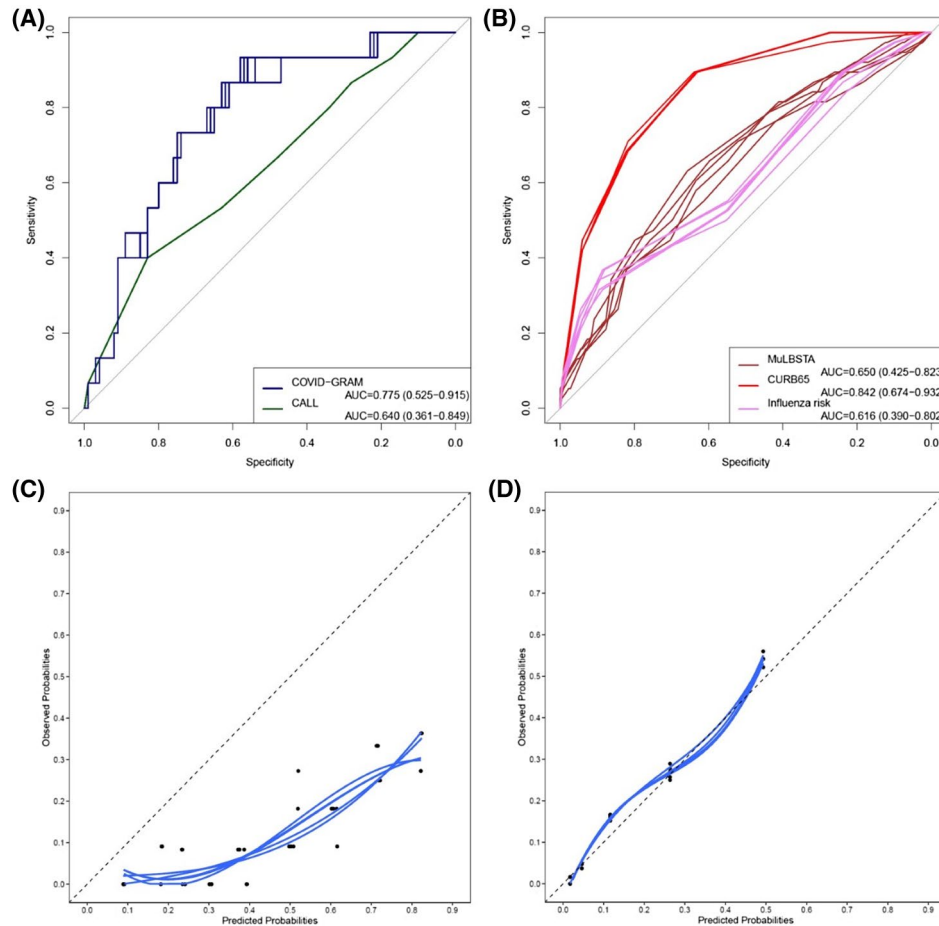 (A)
1.0
0.8
0.6
0.4
0.2
0.0
Sensitivity
COVID-GRAM
AUC=0.775 (0.525-0.915)
CALL
AUC=0.640 (0.361-0.849)
1.0 0.8 0.6 0.4 0.2 0.0
Specificity
(B)
1.0
0.8
0.6
0.4
0.2
0.0
Sensitivity
MuLBSTA
AUC=0.650 (0.425-0.823
CURB65
AUC=0.842 (0.674-0.932
Influenza risk
AUC=0.616 (0.390-0.802
1.0 0.8 0.6 0.4 0.2 0.0
Specificity
(C)
0.9
0.8
0.7
0.6
0.5
0.4
0.3
0.2
0.1
0.0
Observed Probabilities
0.0 0.1 0.2 0.3 0.4 0.5 0.6 0.7 0.8 0.9
Predicted Probabilities
(D)
0.9
0.8
0.7
0.6
0.5
0.4
0.3
0.2
0.1
0.0
Observed Probabilities
0.0 0.1 0.2 0.3 0.4 0.5 0.6 0.7 0.8 0.9
Predicted Probabilities